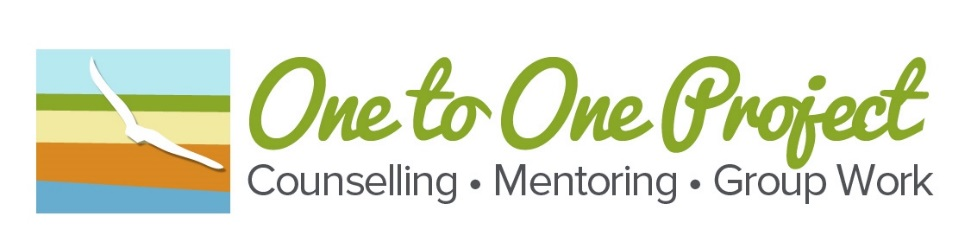 One to One Project
Counselling • Mentoring • Group Work